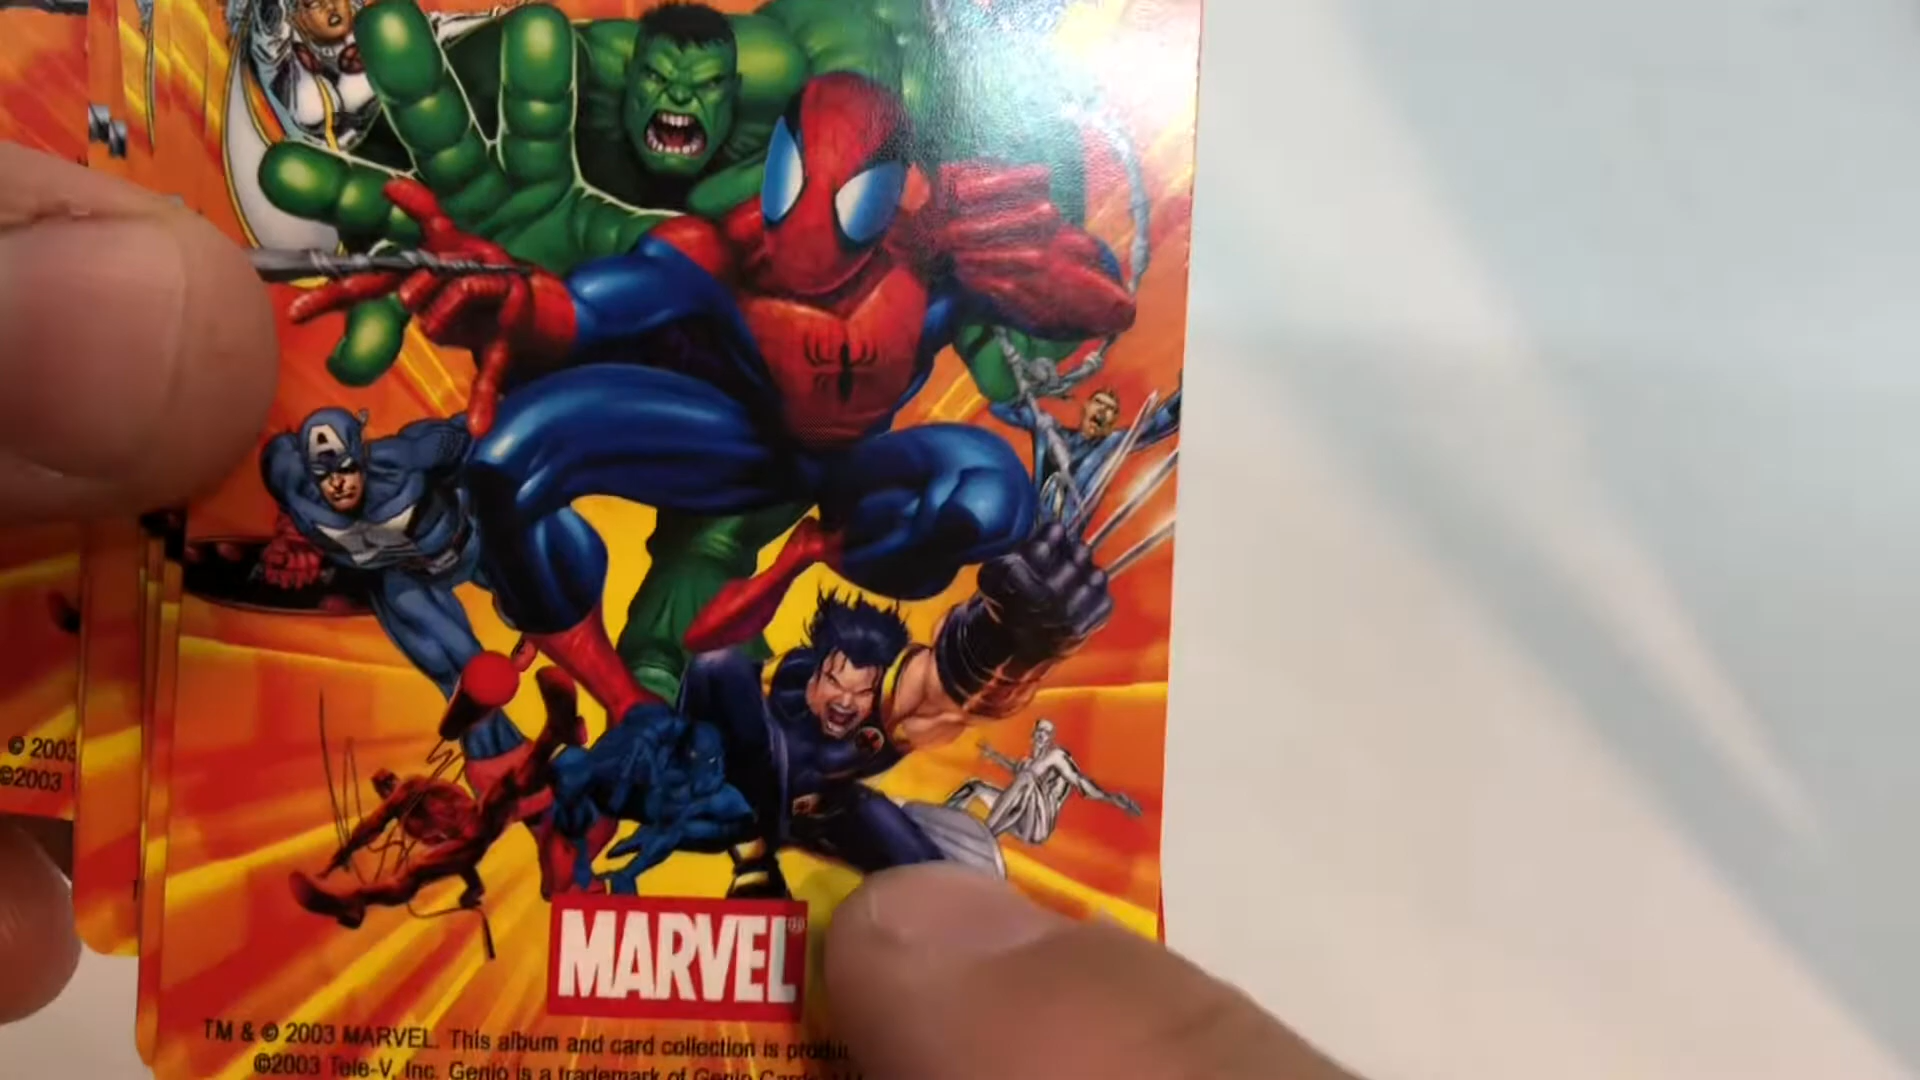 A
© 2003
©2003
MARVEL®
TM & © 2003 MARVEL. This album and card collection is
©2003 Tele-V, Inc. Genio is a trademark of Genio